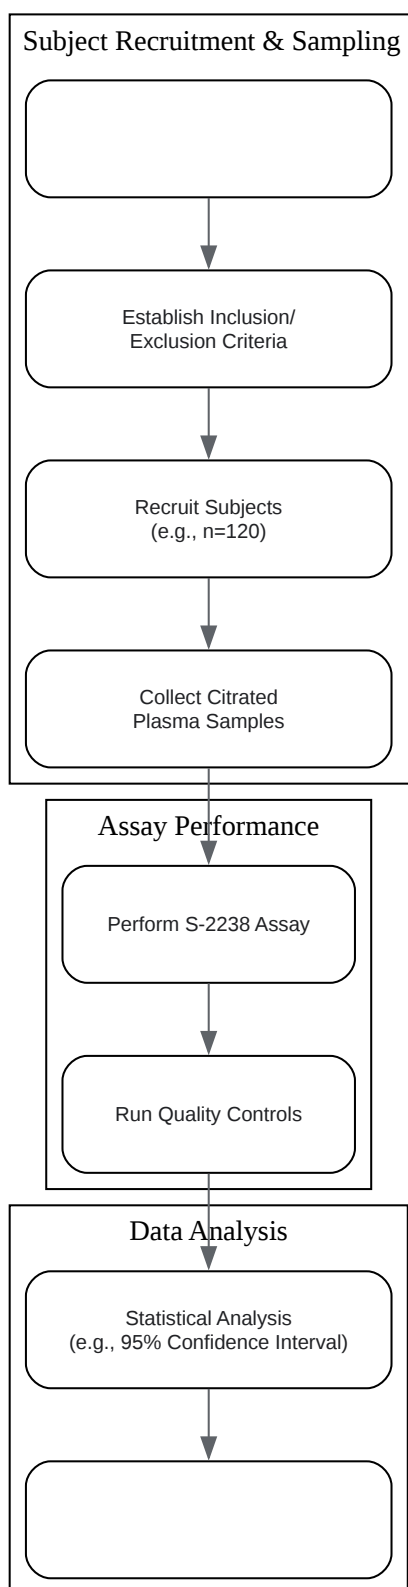 Subject Recruitment & Sampling
Establish Inclusion/
Exclusion Criteria
Recruit Subjects
(e.g., n=120)
Collect Citrated
Plasma Samples
Assay Performance
Perform S-2238 Assay
Run Quality Controls
Data Analysis
Statistical Analysis
(e.g., 95% Confidence Interval)